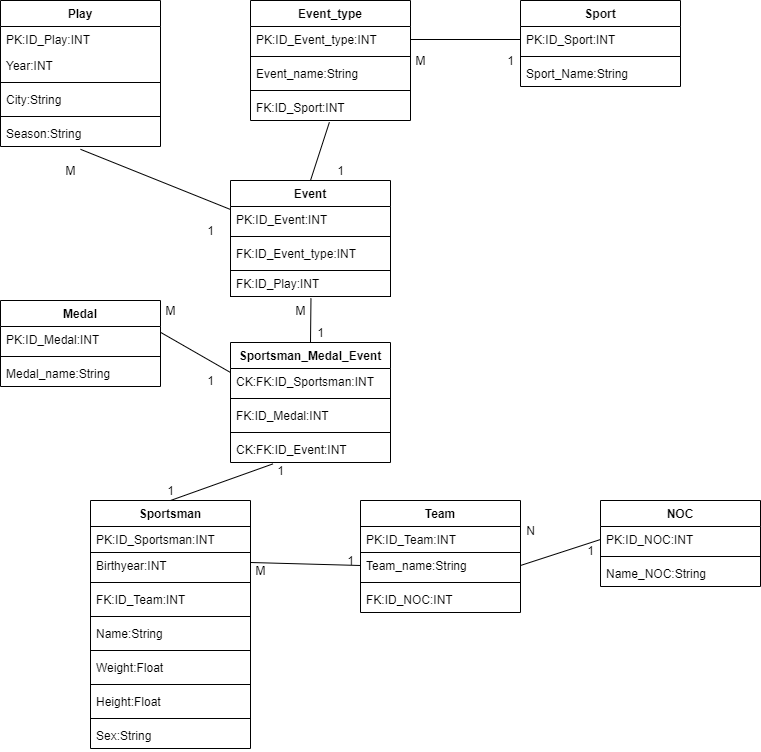 Play
PK:ID_Play:INT
Year:INT
City:String
Season:String
Event_type
PK:ID_Event_type:INT
Event_name:String
FK:ID_Sport:INT
M
1
Sport
PK:ID_Sport:INT
Sport_Name:String
M
1
1
Event
PK:ID_Event:INT
FK:ID_Event_type:INT
FK:ID_Play:INT
M
1
Medal
PK:ID_Medal:INT
Medal_name:String
M
1
Sportsman_Medal_Event
CK:FK:ID_Sportsman:INT
FK:ID_Medal:INT
CK:FK:ID_Event:INT
1
1
Sportsman
PK:ID_Sportsman:INT
Birthyear:INT
FK:ID_Team:INT
Name:String
Weight:Float
Height:Float
Sex:String
M
1
Team
PK:ID_Team:INT
Team_name:String
FK:ID_NOC:INT
N
1
NOC
PK:ID_NOC:INT
Name_NOC:String